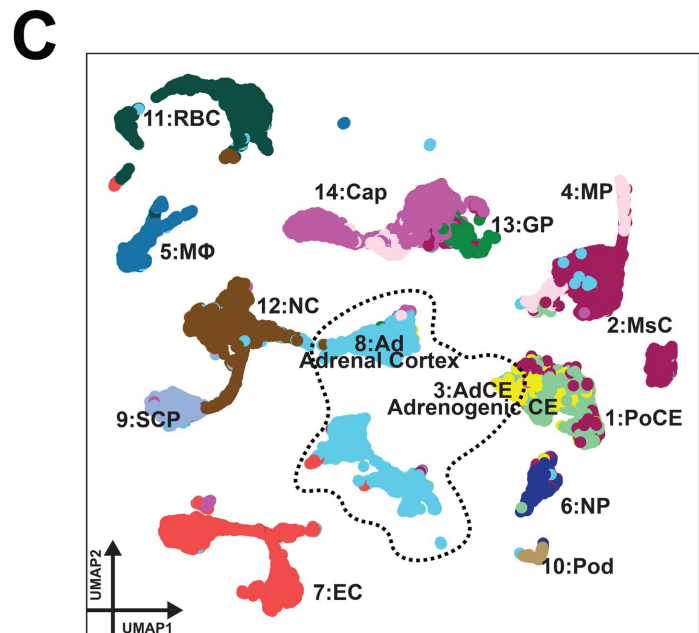 C
11:RBC
14:Cap
4:MP
13:GP
5:MΦ
12:NC
2:MsC
8:Ad
Adrenal Cortex
3:AdCE
Adrenogenic CE
9:SCP
1:PoCE
6:NP
10:Pod
7:EC
UMAP2
UMAP1